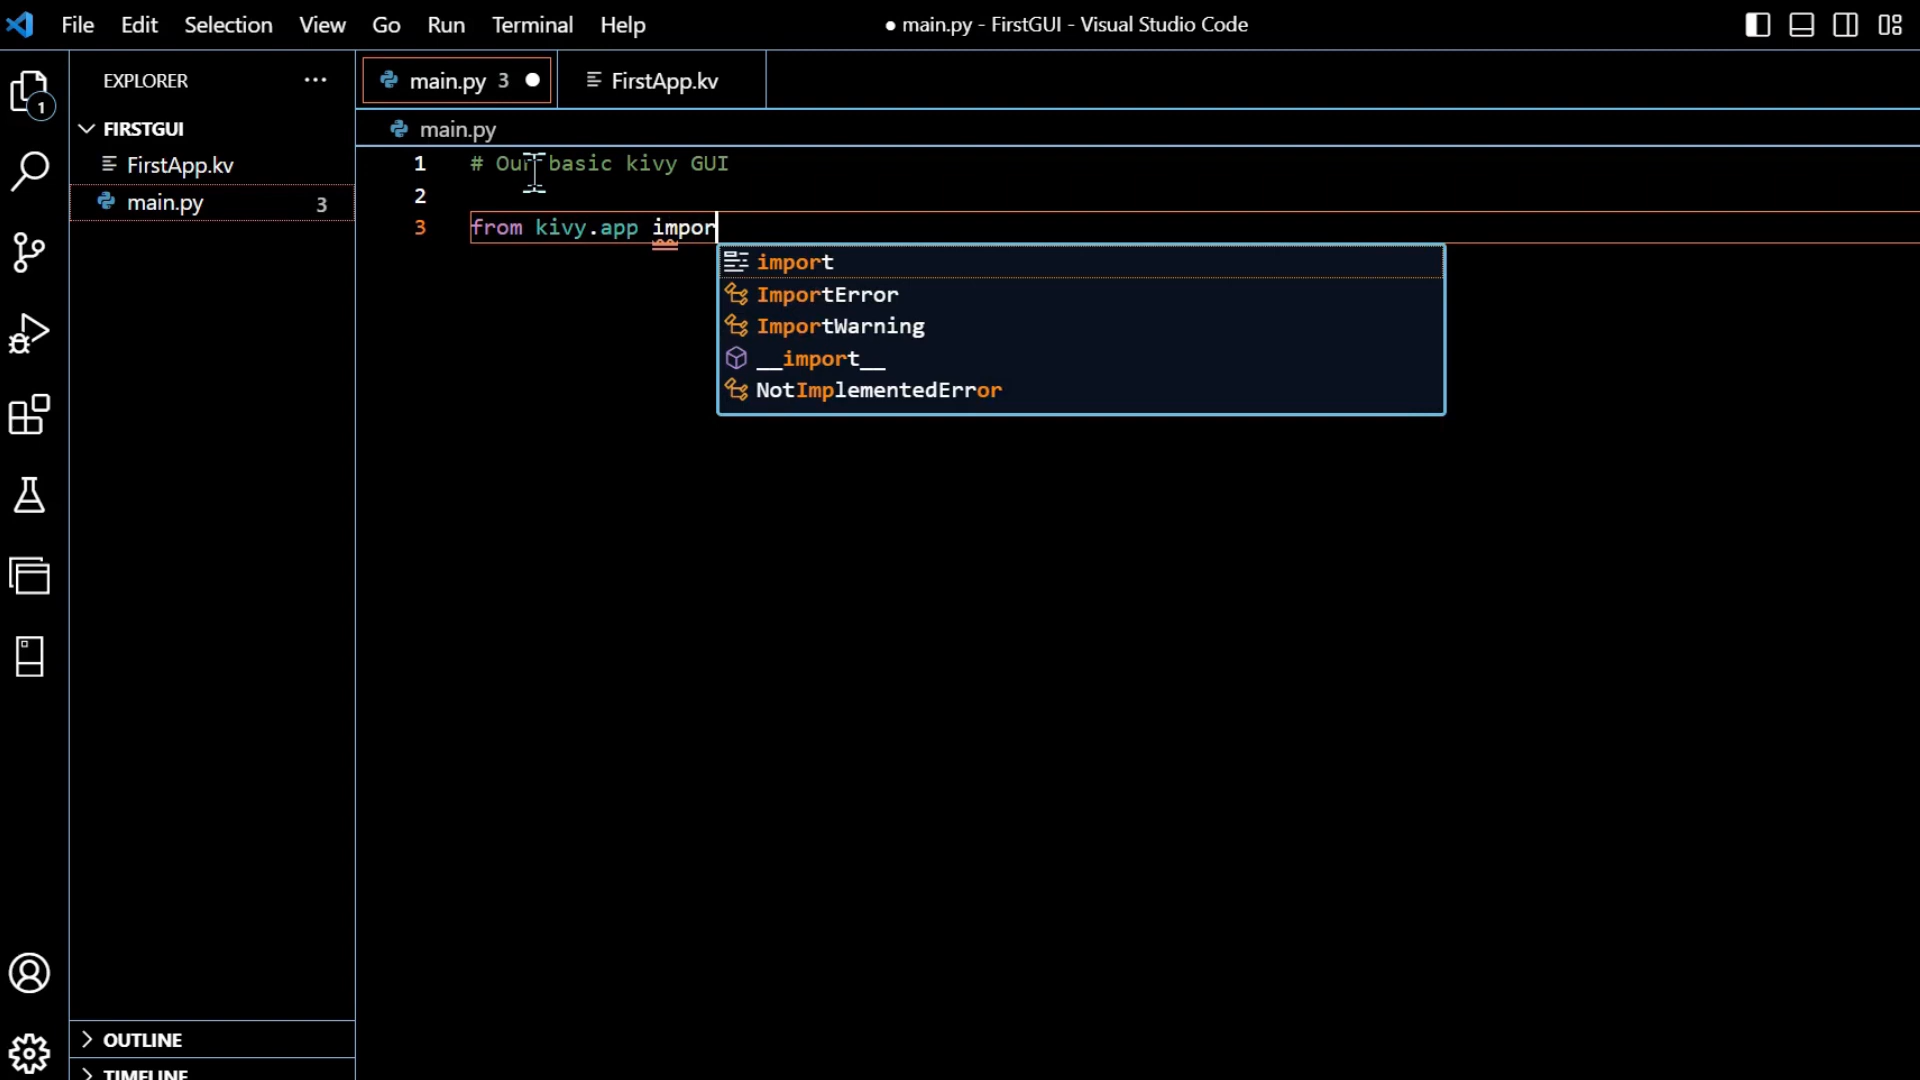 File Edit Selection View Go Run Terminal Help
● main.py - FirstGUI - Visual Studio Code
1
EXPLORER ···
FIRSTGUI
FirstApp.kv
main.py 3
OUTLINE
TIMELINE
main.py 3 ●
FirstApp.kv
main.py
1 # Our basic kivy GUI
2
3 from kivy.app impor
import
ImportError
ImportWarning
__import__
NotImplementedError